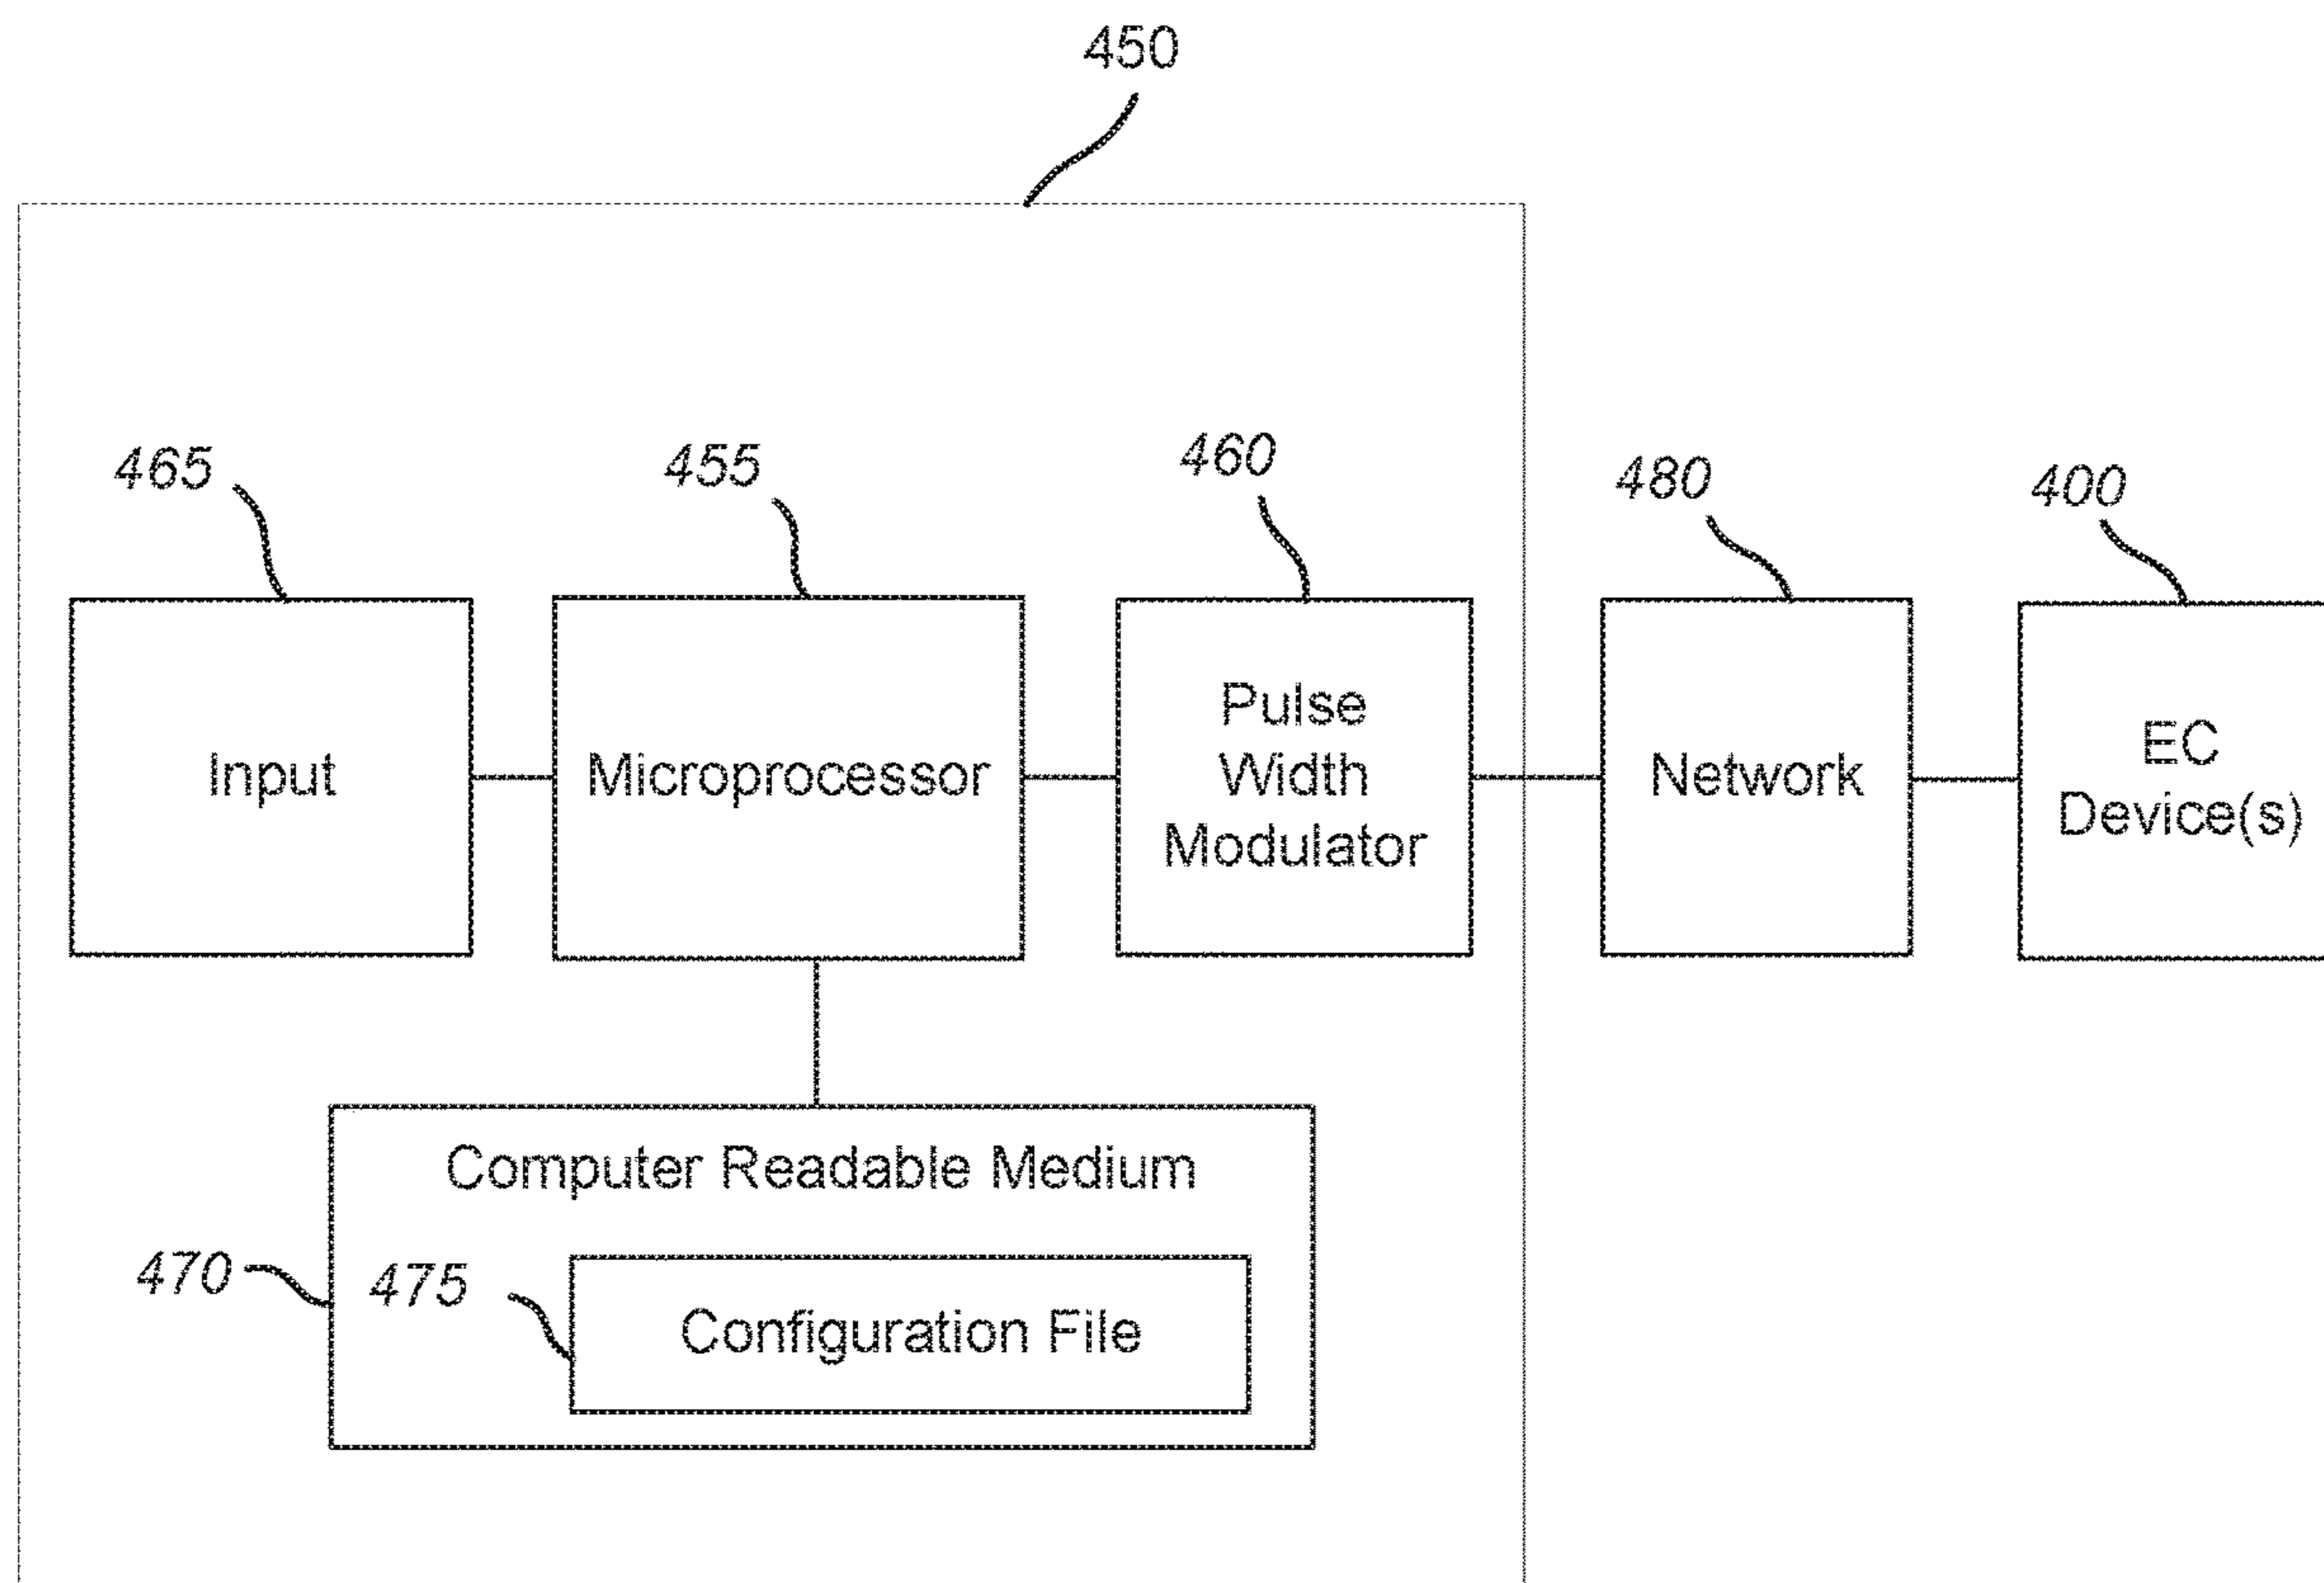 450
465
455
460
480
400
Input
Microprocessor
Pulse
Width
Modulator
Network
EC
Device(s)
Computer Readable Medium
470
475
Configuration File